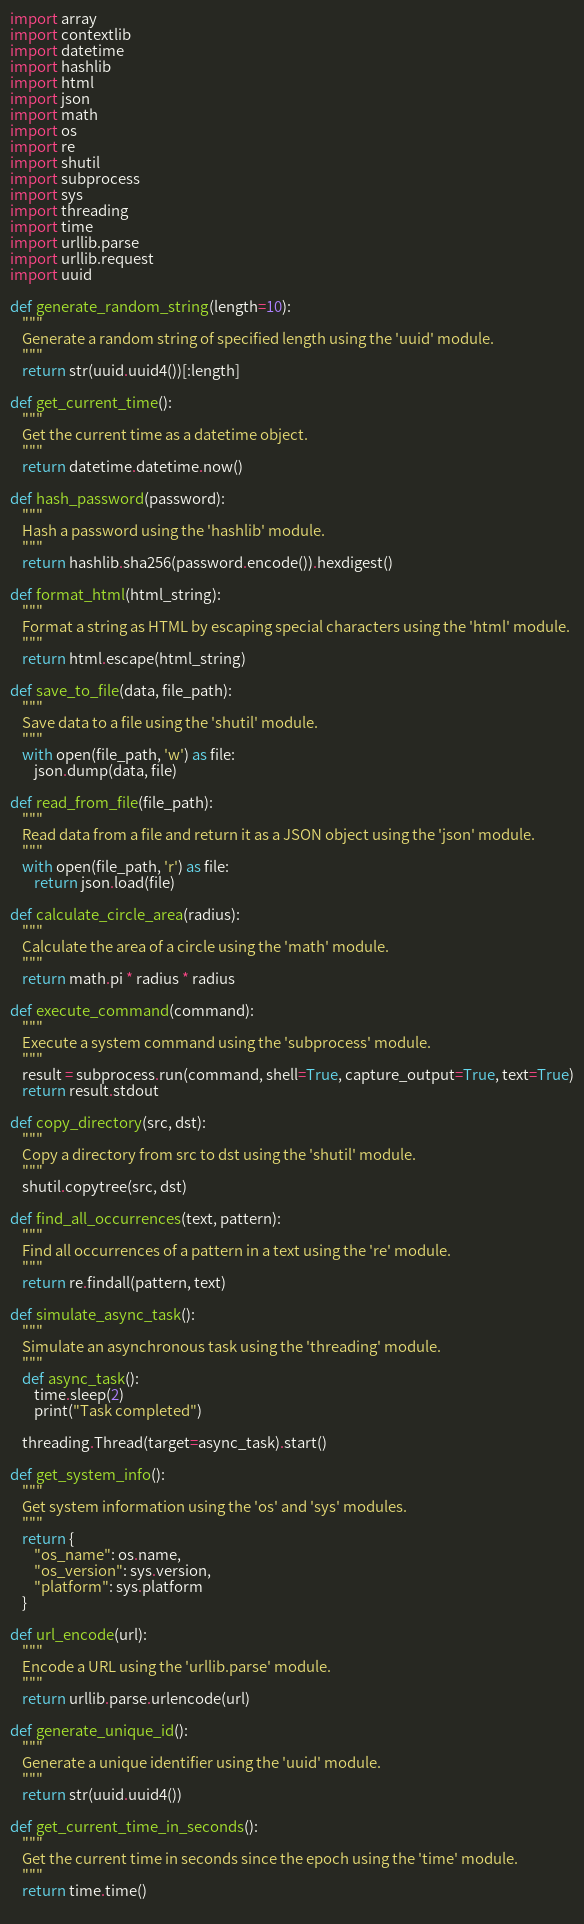 import array
import contextlib
import datetime
import hashlib
import html
import json
import math
import os
import re
import shutil
import subprocess
import sys
import threading
import time
import urllib.parse
import urllib.request
import uuid

def generate_random_string(length=10):
    """
    Generate a random string of specified length using the 'uuid' module.
    """
    return str(uuid.uuid4())[:length]

def get_current_time():
    """
    Get the current time as a datetime object.
    """
    return datetime.datetime.now()

def hash_password(password):
    """
    Hash a password using the 'hashlib' module.
    """
    return hashlib.sha256(password.encode()).hexdigest()

def format_html(html_string):
    """
    Format a string as HTML by escaping special characters using the 'html' module.
    """
    return html.escape(html_string)

def save_to_file(data, file_path):
    """
    Save data to a file using the 'shutil' module.
    """
    with open(file_path, 'w') as file:
        json.dump(data, file)

def read_from_file(file_path):
    """
    Read data from a file and return it as a JSON object using the 'json' module.
    """
    with open(file_path, 'r') as file:
        return json.load(file)

def calculate_circle_area(radius):
    """
    Calculate the area of a circle using the 'math' module.
    """
    return math.pi * radius * radius

def execute_command(command):
    """
    Execute a system command using the 'subprocess' module.
    """
    result = subprocess.run(command, shell=True, capture_output=True, text=True)
    return result.stdout

def copy_directory(src, dst):
    """
    Copy a directory from src to dst using the 'shutil' module.
    """
    shutil.copytree(src, dst)

def find_all_occurrences(text, pattern):
    """
    Find all occurrences of a pattern in a text using the 're' module.
    """
    return re.findall(pattern, text)

def simulate_async_task():
    """
    Simulate an asynchronous task using the 'threading' module.
    """
    def async_task():
        time.sleep(2)
        print("Task completed")

    threading.Thread(target=async_task).start()

def get_system_info():
    """
    Get system information using the 'os' and 'sys' modules.
    """
    return {
        "os_name": os.name,
        "os_version": sys.version,
        "platform": sys.platform
    }

def url_encode(url):
    """
    Encode a URL using the 'urllib.parse' module.
    """
    return urllib.parse.urlencode(url)

def generate_unique_id():
    """
    Generate a unique identifier using the 'uuid' module.
    """
    return str(uuid.uuid4())

def get_current_time_in_seconds():
    """
    Get the current time in seconds since the epoch using the 'time' module.
    """
    return time.time()